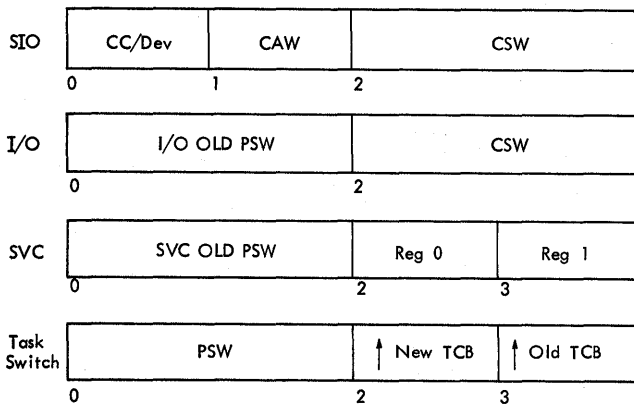 SIO CC/Dev CAW CSW
0 1 2
I/O I/O OLD PSW CSW
0 2
SVC SVC OLD PSW Reg 0 Reg 1
0 2 3
Task Switch PSW ↑ New TCB ↑ Old TCB
0 2 3